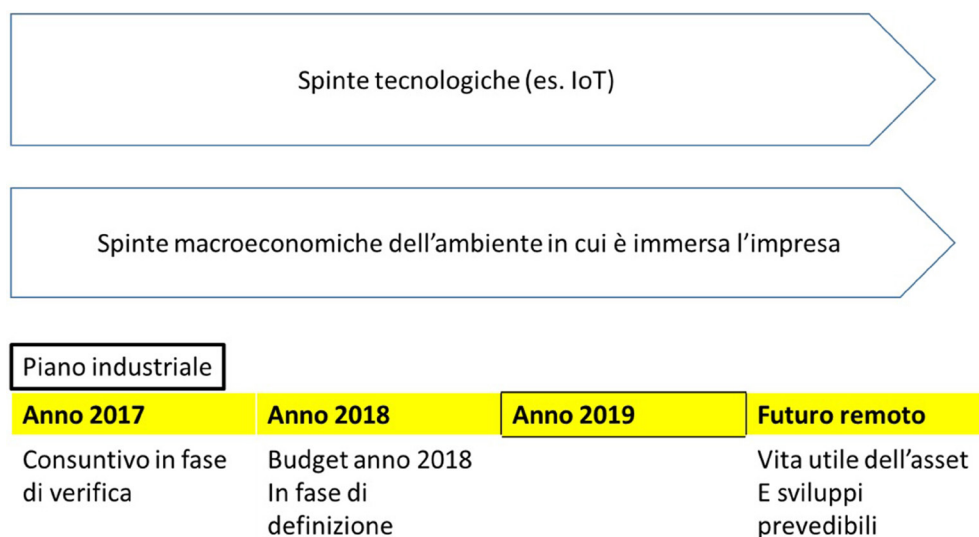 Spinte tecnologiche (es. IoT)
Spinte macroeconomiche dell'ambiente in cui è immersa l'impresa
Piano industriale
Anno 2017
Anno 2018
Anno 2019
Futuro remoto
Consuntivo in fase
di verifica
Budget anno 2018
In fase di
definizione
Vita utile dell'asset
E sviluppi
prevedibili